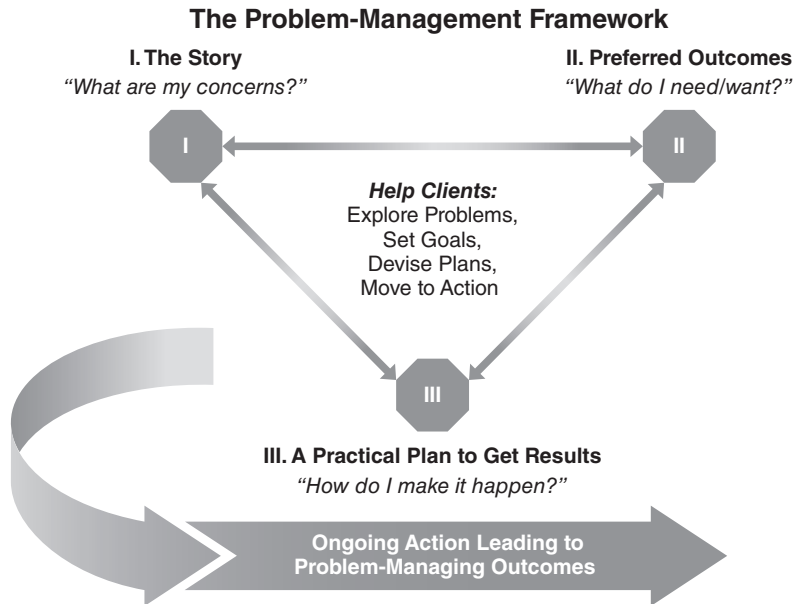 The Problem-Management Framework
I. The Story
“What are my concerns?”
II. Preferred Outcomes
“What do I need/want?”
I
II
Help Clients:
Explore Problems,
Set Goals,
Devise Plans,
Move to Action
III
III. A Practical Plan to Get Results
“How do I make it happen?”
Ongoing Action Leading to
Problem-Managing Outcomes